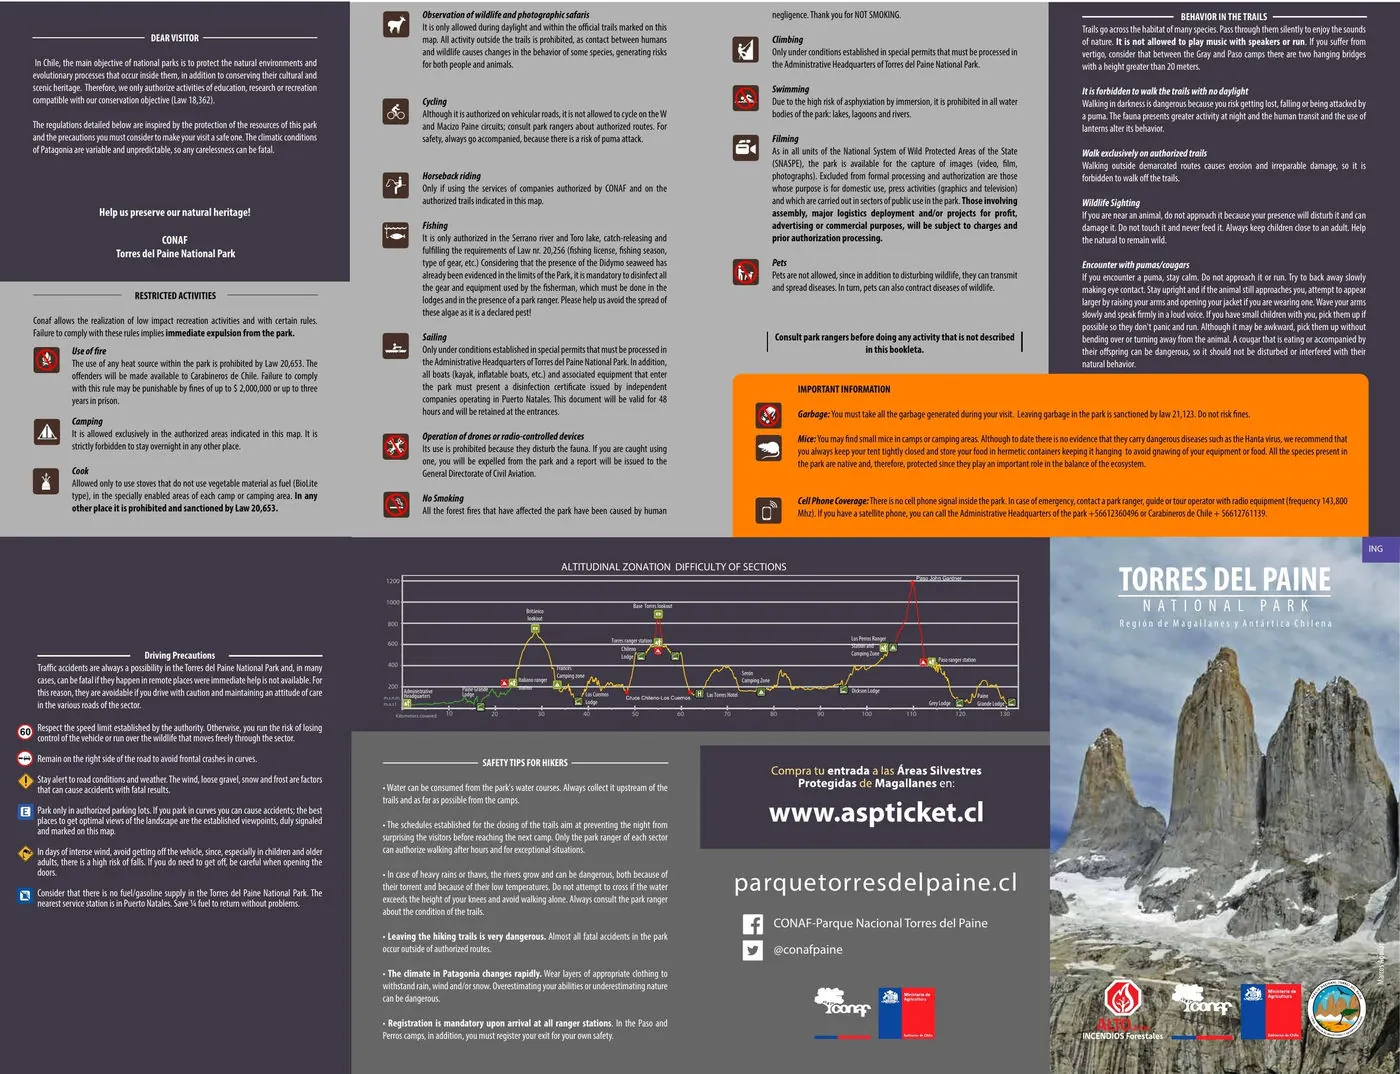 DEAR VISITOR
In Chile, the main objective of national parks is to protect the natural environments and
evolutionary processes that occur inside them, in addition to conserving their cultural and
scenic heritage. Therefore, we only authorize activities of education, research or recreation
compatible with our conservation objective (Law 18,362).
The regulations detailed below are inspired by the protection of the resources of this park
and the precautions you must consider to make your visit a safe one. The climatic conditions
of Patagonia are variable and unpredictable, so any carelessness can be fatal.
Help us preserve our natural heritage!
CONAF
Torres del Paine National Park
RESTRICTED ACTIVITIES
Conaf allows the realization of low impact recreation activities and with certain rules.
Failure to comply with these rules implies immediate expulsion from the park.
Use of fire
The use of any heat source within the park is prohibited by Law 20,653. The
offenders will be made available to Carabineros de Chile. Failure to comply
with this rule may be punishable by fines of up to $ 2,000,000 or up to three
years in prison.
Camping
It is allowed exclusively in the authorized areas indicated in this map. It is
strictly forbidden to stay overnight in any other place.
Cook
Allowed only to use stoves that do not use vegetable material as fuel (BioLite
type), in the specially enabled areas of each camp or camping area. In any
other place it is prohibited and sanctioned by Law 20,653.
Observation of wildlife and photographic safaris
It is only allowed during daylight and within the official trails marked on this
map. All activity outside the trails is prohibited, as contact between humans
and wildlife causes changes in the behavior of some species, generating risks
for both people and animals.
Cycling
Although it is authorized on vehicular roads, it is not allowed to cycle on the W
and Macizo Paine circuits; consult park rangers about authorized routes. For
safety, always go accompanied, because there is a risk of puma attack.
Horseback riding
Only if using the services of companies authorized by CONAF and on the
authorized trails indicated in this map.
Fishing
It is only authorized in the Serrano river and Toro lake, catch-releasing and
fulfilling the requirements of Law nr. 20,256 (fishing license, fishing season,
type of gear, etc.) Considering that the presence of the Didymo seaweed has
already been evidenced in the limits of the Park, it is mandatory to disinfect all
the gear and equipment used by the fisherman, which must be done in the
lodges and in the presence of a park ranger. Please help us avoid the spread of
these algae as it is a declared pest!
Sailing
Only under conditions established in special permits that must be processed in
the Administrative Headquarters of Torres del Paine National Park. In addition,
all boats (kayak, inflatable boats, etc.) and associated equipment that enter
the park must present a disinfection certificate issued by independent
companies operating in Puerto Natales. This document will be valid for 48
hours and will be retained at the entrances.
Operation of drones or radio-controlled devices
Its use is prohibited because they disturb the fauna. If you are caught using
one, you will be expelled from the park and a report will be issued to the
General Directorate of Civil Aviation.
No Smoking
All the forest fires that have affected the park have been caused by human
negligence. Thank you for NOT SMOKING.
Climbing
Only under conditions established in special permits that must be processed in
the Administrative Headquarters of Torres del Paine National Park.
Swimming
Due to the high risk of asphyxiation by immersion, it is prohibited in all water
bodies of the park: lakes, lagoons and rivers.
Filming
As in all units of the National System of Wild Protected Areas of the State
(SNASPE), the park is available for the capture of images (video, film,
photographs). Excluded from formal processing and authorization are those
whose purpose is for domestic use, press activities (graphics and television)
and which are carried out in sectors of public use in the park. Those involving
assembly, major logistics deployment and/or projects for profit,
advertising or commercial purposes, will be subject to charges and
prior authorization processing.
Pets
Pets are not allowed, since in addition to disturbing wildlife, they can transmit
and spread diseases. In turn, pets can also contract diseases of wildlife.
Consult park rangers before doing any activity that is not described
in this bookleta.
BEHAVIOR IN THE TRAILS
Trails go across the habitat of many species. Pass through them silently to enjoy the sounds
of nature. It is not allowed to play music with speakers or run. If you suffer from
vertigo, consider that between the Gray and Paso camps there are two hanging bridges
with a height greater than 20 meters.
It is forbidden to walk the trails with no daylight
Walking in darkness is dangerous because you risk getting lost, falling or being attacked by
a puma. The fauna presents greater activity at night and the human transit and the use of
lanterns alter its behavior.
Walk exclusively on authorized trails
Walking outside demarcated routes causes erosion and irreparable damage, so it is
forbidden to walk off the trails.
Wildlife Sighting
If you are near an animal, do not approach it because your presence will disturb it and can
damage it. Do not touch it and never feed it. Always keep children close to an adult. Help
the natural to remain wild.
Encounter with pumas/cougars
If you encounter a puma, stay calm. Do not approach it or run. Try to back away slowly
making eye contact. Stay upright and if the animal still approaches you, attempt to appear
larger by raising your arms and opening your jacket if you are wearing one. Wave your arms
slowly and speak firmly in a loud voice. If you have small children with you, pick them up if
possible so they don't panic and run. Although it may be awkward, pick them up without
bending over or turning away from the animal. A cougar that is eating or accompanied by
their offspring can be dangerous, so it should not be disturbed or interfered with their
natural behavior.
IMPORTANT INFORMATION
Garbage: You must take all the garbage generated during your visit. Leaving garbage in the park is sanctioned by law 21,123. Do not risk fines.
Mice: You may find small mice in camps or camping areas. Although to date there is no evidence that they carry dangerous diseases such as the Hanta virus, we recommend that
you always keep your tent tightly closed and store your food in hermetic containers keeping it hanging to avoid gnawing of your equipment or food. All the species present in
the park are native and, therefore, protected since they play an important role in the balance of the ecosystem.
Cell Phone Coverage: There is no cell phone signal inside the park. In case of emergency, contact a park ranger, guide or tour operator with radio equipment (frequency 143,800
Mhz). If you have a satellite phone, you can call the Administrative Headquarters of the park +56612360496 or Carabineros de Chile + 56612761139.
Driving Precautions
Traffic accidents are always a possibility in the Torres del Paine National Park and, in many
cases, can be fatal if they happen in remote places were immediate help is not available. For
this reason, they are avoidable if you drive with caution and maintaining an attitude of care
in the various roads of the sector.
60
Respect the speed limit established by the authority. Otherwise, you run the risk of losing
control of the vehicle or run over the wildlife that moves freely through the sector.
Remain on the right side of the road to avoid frontal crashes in curves.
Stay alert to road conditions and weather. The wind, loose gravel, snow and frost are factors
that can cause accidents with fatal results.
E
Park only in authorized parking lots. If you park in curves you can cause accidents; the best
places to get optimal views of the landscape are the established viewpoints, duly signaled
and marked on this map.
In days of intense wind, avoid getting off the vehicle, since, especially in children and older
adults, there is a high risk of falls. If you do need to get off, be careful when opening the
doors.
Consider that there is no fuel/gasoline supply in the Torres del Paine National Park. The
nearest service station is in Puerto Natales. Save ¼ fuel to return without problems.
ALTITUDINAL ZONATION DIFFICULTY OF SECTIONS
1200
1000
800
600
400
200
m.s.n.m
m.a.s.l
Kilometers covered
10
20
30
40
50
60
70
80
90
100
110
120
130
Administrative
Headquarters
Paine Grande
Lodge
Italiano ranger
station
Británico
lookout
Francés
Camping zone
Los Cuernos
Lodge
Chileno
Lodge
Torres ranger station
Base Torres lookout
Cruce Chileno-Los Cuernos
Las Torres Hotel
Serón
Camping Zone
Dickson Lodge
Los Perros Ranger
Station and
Camping Zone
Paso John Gardner
Paso ranger station
Grey Lodge
Paine
Grande Lodge
SAFETY TIPS FOR HIKERS
• Water can be consumed from the park's water courses. Always collect it upstream of the
trails and as far as possible from the camps.
• The schedules established for the closing of the trails aim at preventing the night from
surprising the visitors before reaching the next camp. Only the park ranger of each sector
can authorize walking after hours and for exceptional situations.
• In case of heavy rains or thaws, the rivers grow and can be dangerous, both because of
their torrent and because of their low temperatures. Do not attempt to cross if the water
exceeds the height of your knees and avoid walking alone. Always consult the park ranger
about the condition of the trails.
• Leaving the hiking trails is very dangerous. Almost all fatal accidents in the park
occur outside of authorized routes.
• The climate in Patagonia changes rapidly. Wear layers of appropriate clothing to
withstand rain, wind and/or snow. Overestimating your abilities or underestimating nature
can be dangerous.
• Registration is mandatory upon arrival at all ranger stations. In the Paso and
Perros camps, in addition, you must register your exit for your own safety.
Compra tu entrada a las Áreas Silvestres
Protegidas de Magallanes en:
www.aspticket.cl
parquetorresdelpaine.cl
CONAF-Parque Nacional Torres del Paine
@conafpaine
conaf
Ministerio de
Agricultura
Gobierno de Chile
ING
TORRES DEL PAINE
NATIONAL PARK
Región de Magallanes y Antártica Chilena
ALTO
INCENDIOS Forestales
conaf
Ministerio de
Agricultura
Gobierno de Chile